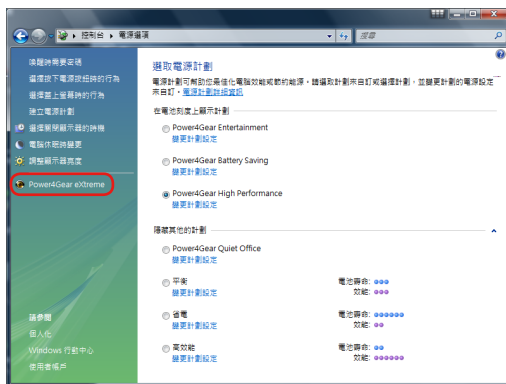 控制台 ▸ 電源選項
搜尋
喚醒時需要密碼
選擇按下電源按鈕時的行為
選擇蓋上螢幕時的行為
建立電源計劃
選擇關閉顯示器的時機
電腦休眠時變更
調整顯示器亮度
Power4Gear eXtreme
請參閱
個人化
Windows 行動中心
使用者帳戶
選取電源計劃
電源計劃可幫助您最佳化電腦效能或節約能源。請選取計劃來自訂或選擇計劃，並變更計劃的電源設定
來自訂。電源計劃詳細資訊
在電池刻度上顯示計劃
Power4Gear Entertainment
變更計劃設定
Power4Gear Battery Saving
變更計劃設定
Power4Gear High Performance
變更計劃設定
隱藏其他的計劃
Power4Gear Quiet Office
變更計劃設定
平衡 電池壽命:
變更計劃設定 效能:
省電 電池壽命:
變更計劃設定 效能:
高效能 電池壽命:
變更計劃設定 效能: